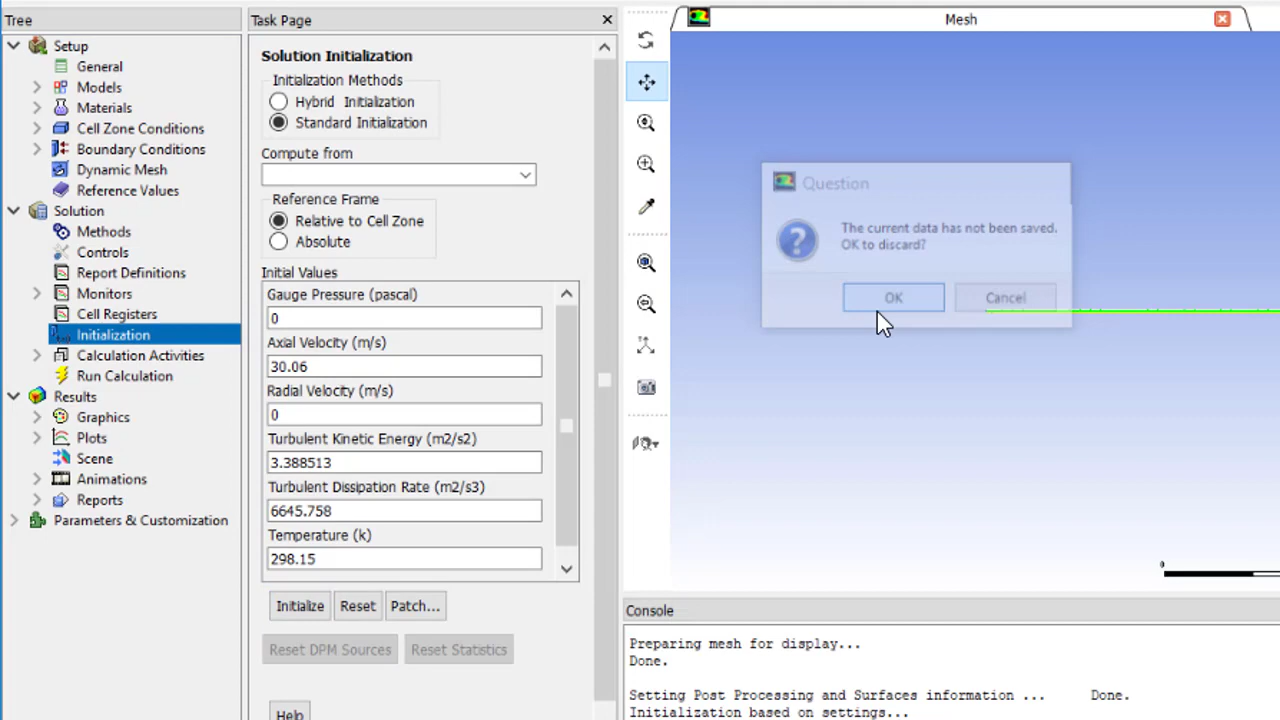 Tree
Setup
General
Models
Materials
Cell Zone Conditions
Boundary Conditions
Dynamic Mesh
Reference Values
Solution
Methods
Controls
Report Definitions
Monitors
Cell Registers
Initialization
Calculation Activities
Run Calculation
Results
Graphics
Plots
Scene
Animations
Reports
Parameters & Customization
Task Page
Solution Initialization
Initialization Methods
Hybrid Initialization
Standard Initialization
Compute from
Reference Frame
Relative to Cell Zone
Absolute
Initial Values
Gauge Pressure (pascal)
0
Axial Velocity (m/s)
30.06
Radial Velocity (m/s)
0
Turbulent Kinetic Energy (m2/s2)
3.388513
Turbulent Dissipation Rate (m2/s3)
6645.758
Temperature (k)
298.15
Initialize Reset Patch...
Reset DPM Sources Reset Statistics
Help
Mesh
Question
The current data has not been saved.
OK to discard?
OK Cancel
0
Console
Preparing mesh for display...
Done.
Setting Post Processing and Surfaces information ... Done.
Initialization based on settings...